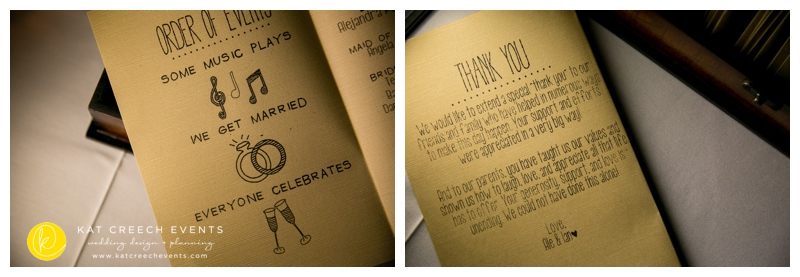 ORDER OF EVENTS
SOME MUSIC PLAYS
WE GET MARRIED
EVERYONE CELEBRATES
MAID OF
Angela
THANK YOU
We would like to extend a special "thank you" to our
friends and family who have helped in numerous ways
to make this day happen. Your support and efforts
were appreciated in a very big way!
And to our parents, you have taught us our values and
shown us how to laugh, love, and appreciate all that life
has to offer. Your generosity, support, and love is
unending. We could not have done this alone!
Love,
& Ian
k
KAT CREECH EVENTS
wedding design + planning
www.katcreechevents.com